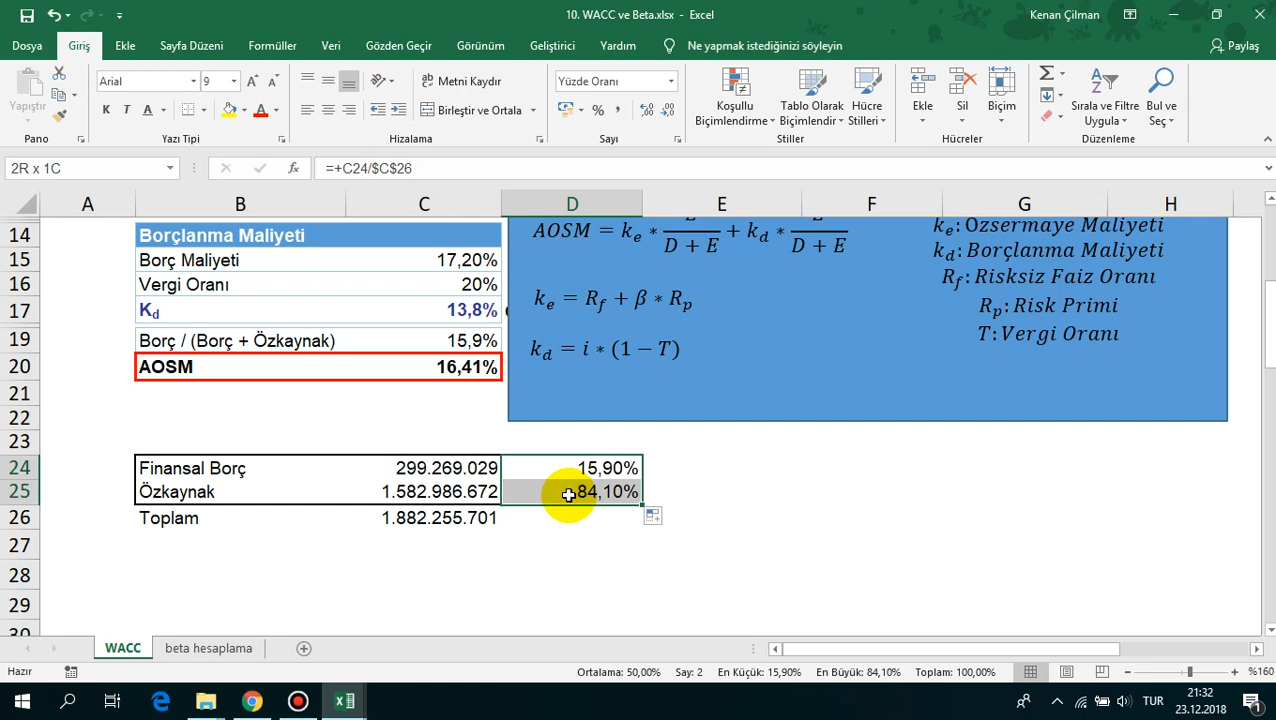 10. WACC ve Beta.xlsx - Excel
Kenan Çilman
Dosya Giriş Ekle Sayfa Düzeni Formüller Veri Gözden Geçir Görünüm Geliştirici Yardım Ne yapmak istediğinizi söyleyin Paylaş
Yapıştır
Arial 9
K T A
Metni Kaydır
Birleştir ve Ortala
Yüzde Oranı
Koşullu Biçimlendirme
Tablo Olarak Biçimlendir
Hücre Stilleri
Ekle Sil Biçim
Sırala ve Filtre Uygula
Bul ve Seç
Pano Yazı Tipi Hizalama Sayı Stiller Hücreler Düzenleme
2R x 1C
fx =+C24/$C$26
A B C D E F G H
14 Borçlanma Maliyeti
15 Borç Maliyeti 17,20%
16 Vergi Oranı 20%
17 Kd 13,8%
19 Borç / (Borç + Özkaynak) 15,9%
20 AOSM 16,41%
21
22
23
24 Finansal Borç 299.269.029 15,90%
25 Özkaynak 1.582.986.672 84,10%
26 Toplam 1.882.255.701
27
28
29
30
AOSM = ke ∗ E/(D + E) + kd ∗ E/(D + E)
ke = Rf + β ∗ Rp
kd = i ∗ (1 − T)
ke: Özsermaye Maliyeti
kd: Borçlanma Maliyeti
Rf: Risksiz Faiz Oranı
Rp: Risk Primi
T: Vergi Oranı
WACC beta hesaplama
Hazır
Ortalama: 50,00% Say: 2 En Küçük: 15,90% En Büyük: 84,10% Toplam: 100,00%
%160
TUR
21:32
23.12.2018
1